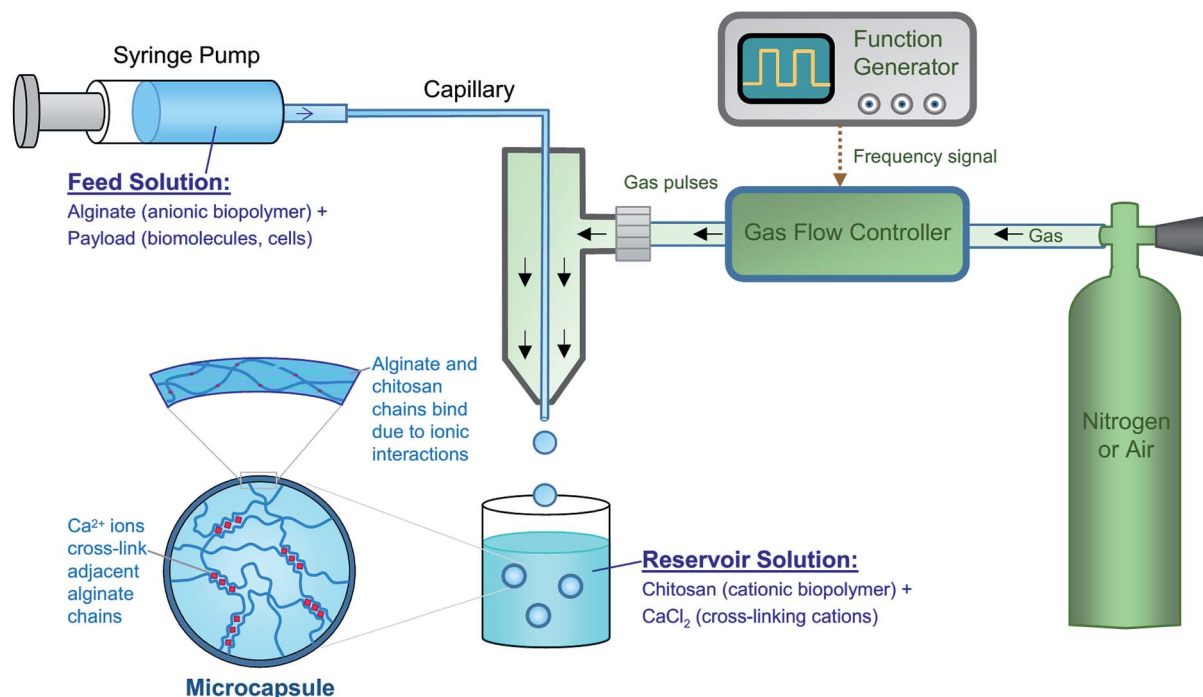 Syringe Pump
Capillary
Function
Generator
Frequency signal
Feed Solution:
Alginate (anionic biopolymer) +
Payload (biomolecules, cells)
Gas pulses
Gas Flow Controller
Gas
Nitrogen
or Air
Alginate and
chitosan
chains bind
due to ionic
interactions
Ca²⁺ ions
cross-link
adjacent
alginate
chains
Reservoir Solution:
Chitosan (cationic biopolymer) +
CaCl₂ (cross-linking cations)
Microcapsule